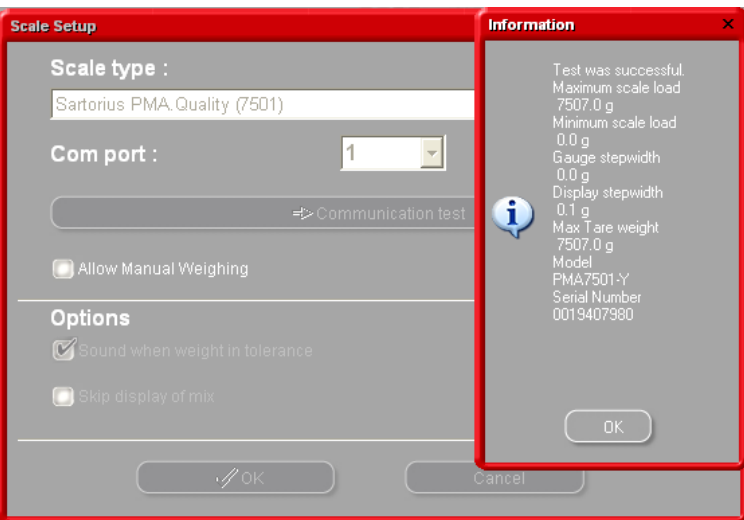 Scale Setup
Scale type :
Sartorius PMA.Quality (7501)
Com port :
1
Communication test
Allow Manual Weighing
Options
Sound when weight in tolerance
Skip display of mix
OK
Cancel
Information
Test was successful.
Maximum scale load
7507.0 g
Minimum scale load
0.0 g
Gauge stepwidth
0.0 g
Display stepwidth
0.1 g
Max Tare weight
7507.0 g
Model
PMA7501-Y
Serial Number
0019407980
OK